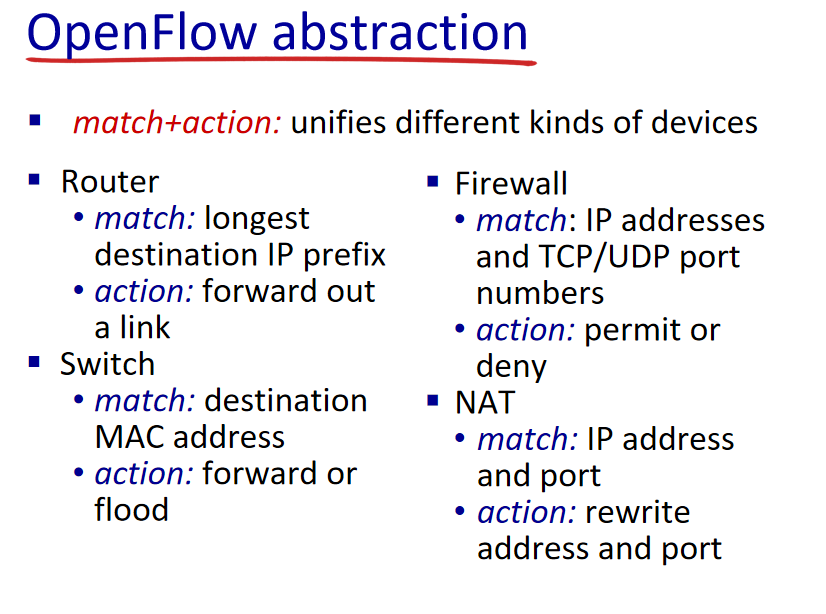 OpenFlow abstraction
▪ match+action: unifies different kinds of devices
▪ Router
• match: longest
destination IP prefix
• action: forward out
a link
▪ Switch
• match: destination
MAC address
• action: forward or
flood
▪ Firewall
• match: IP addresses
and TCP/UDP port
numbers
• action: permit or
deny
▪ NAT
• match: IP address
and port
• action: rewrite
address and port